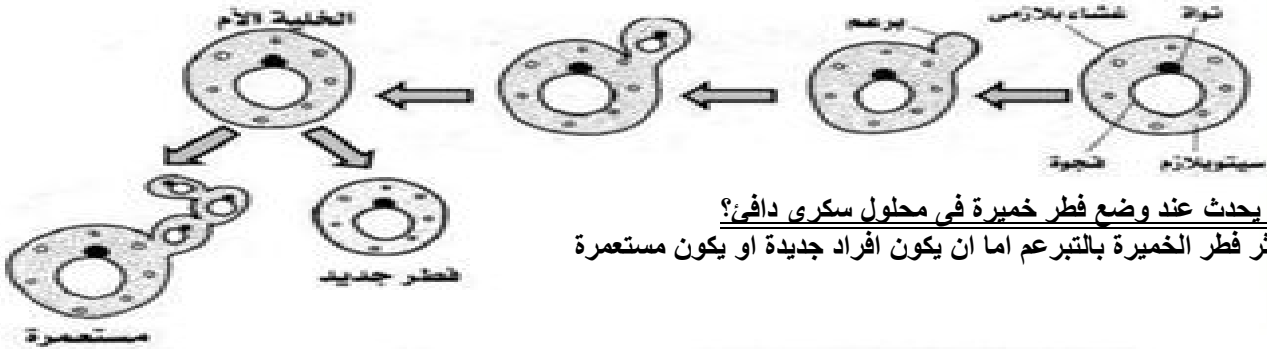 نواة
غشاء بلازمى
برعم
الخلية الأم
سيتوبلازم
فجوة
يحدث عند وضع فطر خميرة فى محلول سكرى دافئ؟
فطر الخميرة بالتبرعم اما ان يكون افراد جديدة او يكون مستعمرة
فطر جديد
مستعمرة